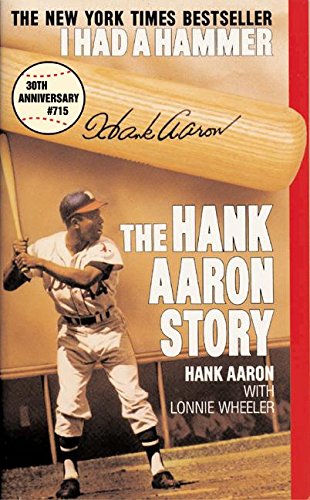 THE NEW YORK TIMES BESTSELLER
I HAD A HAMMER
30TH
ANNIVERSARY
#715
Hank Aaron
THE HANK
AARON
STORY
HANK AARON
WITH
LONNIE WHEELER